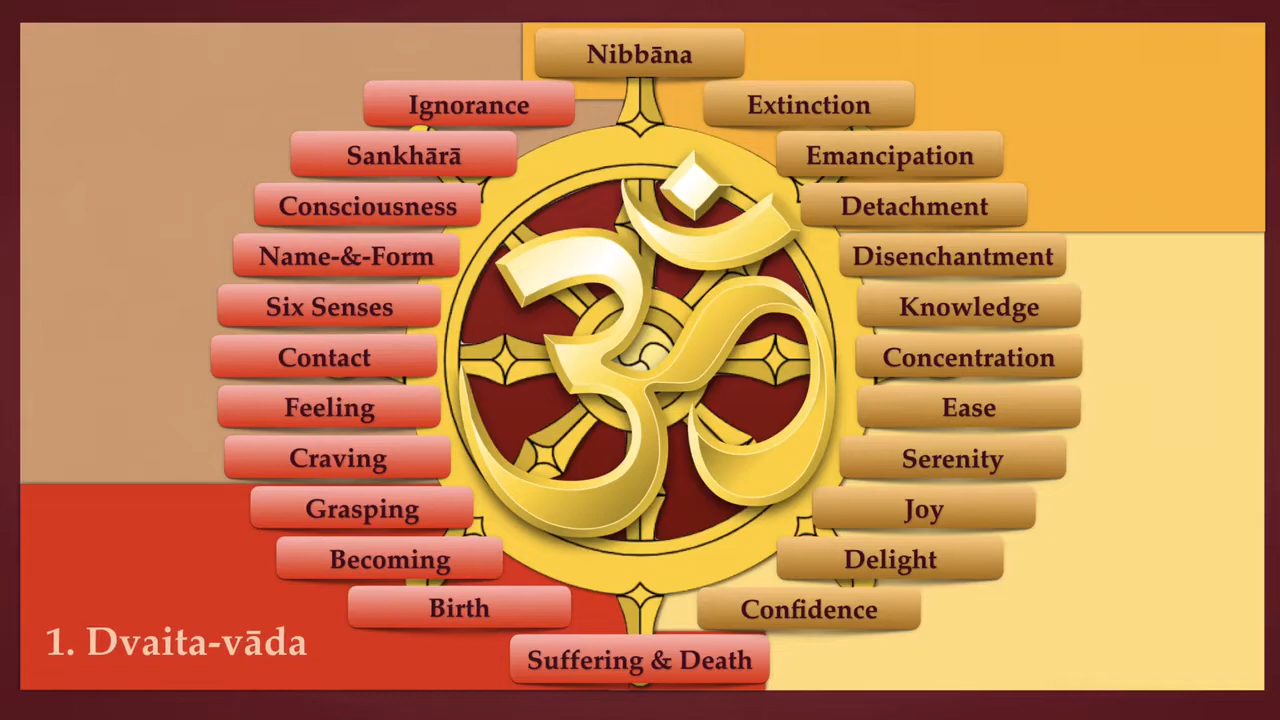 Nibbāna
Ignorance
Extinction
Sankhārā
Emancipation
Consciousness
Detachment
Name-&-Form
Disenchantment
Six Senses
Knowledge
Contact
Concentration
Feeling
Ease
Craving
Serenity
Grasping
Joy
Becoming
Delight
Birth
Confidence
1. Dvaita-vāda
Suffering & Death
ॐ